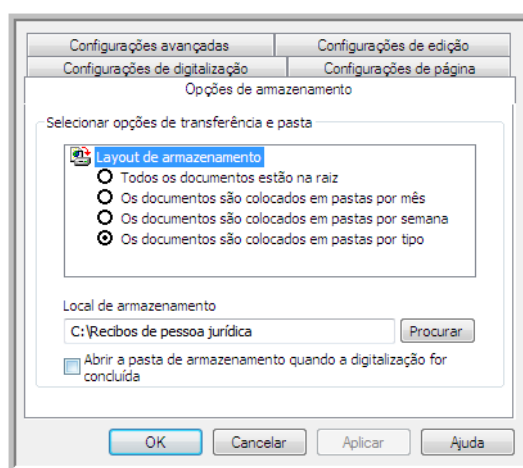 Configurações avançadas
Configurações de edição
Configurações de digitalização
Configurações de página
Opções de armazenamento
Selecionar opções de transferência e pasta
Layout de armazenamento
Todos os documentos estão na raiz
Os documentos são colocados em pastas por mês
Os documentos são colocados em pastas por semana
Os documentos são colocados em pastas por tipo
Local de armazenamento
C:\Recibos de pessoa jurídica
Procurar
Abrir a pasta de armazenamento quando a digitalização for
concluída
OK
Cancelar
Aplicar
Ajuda